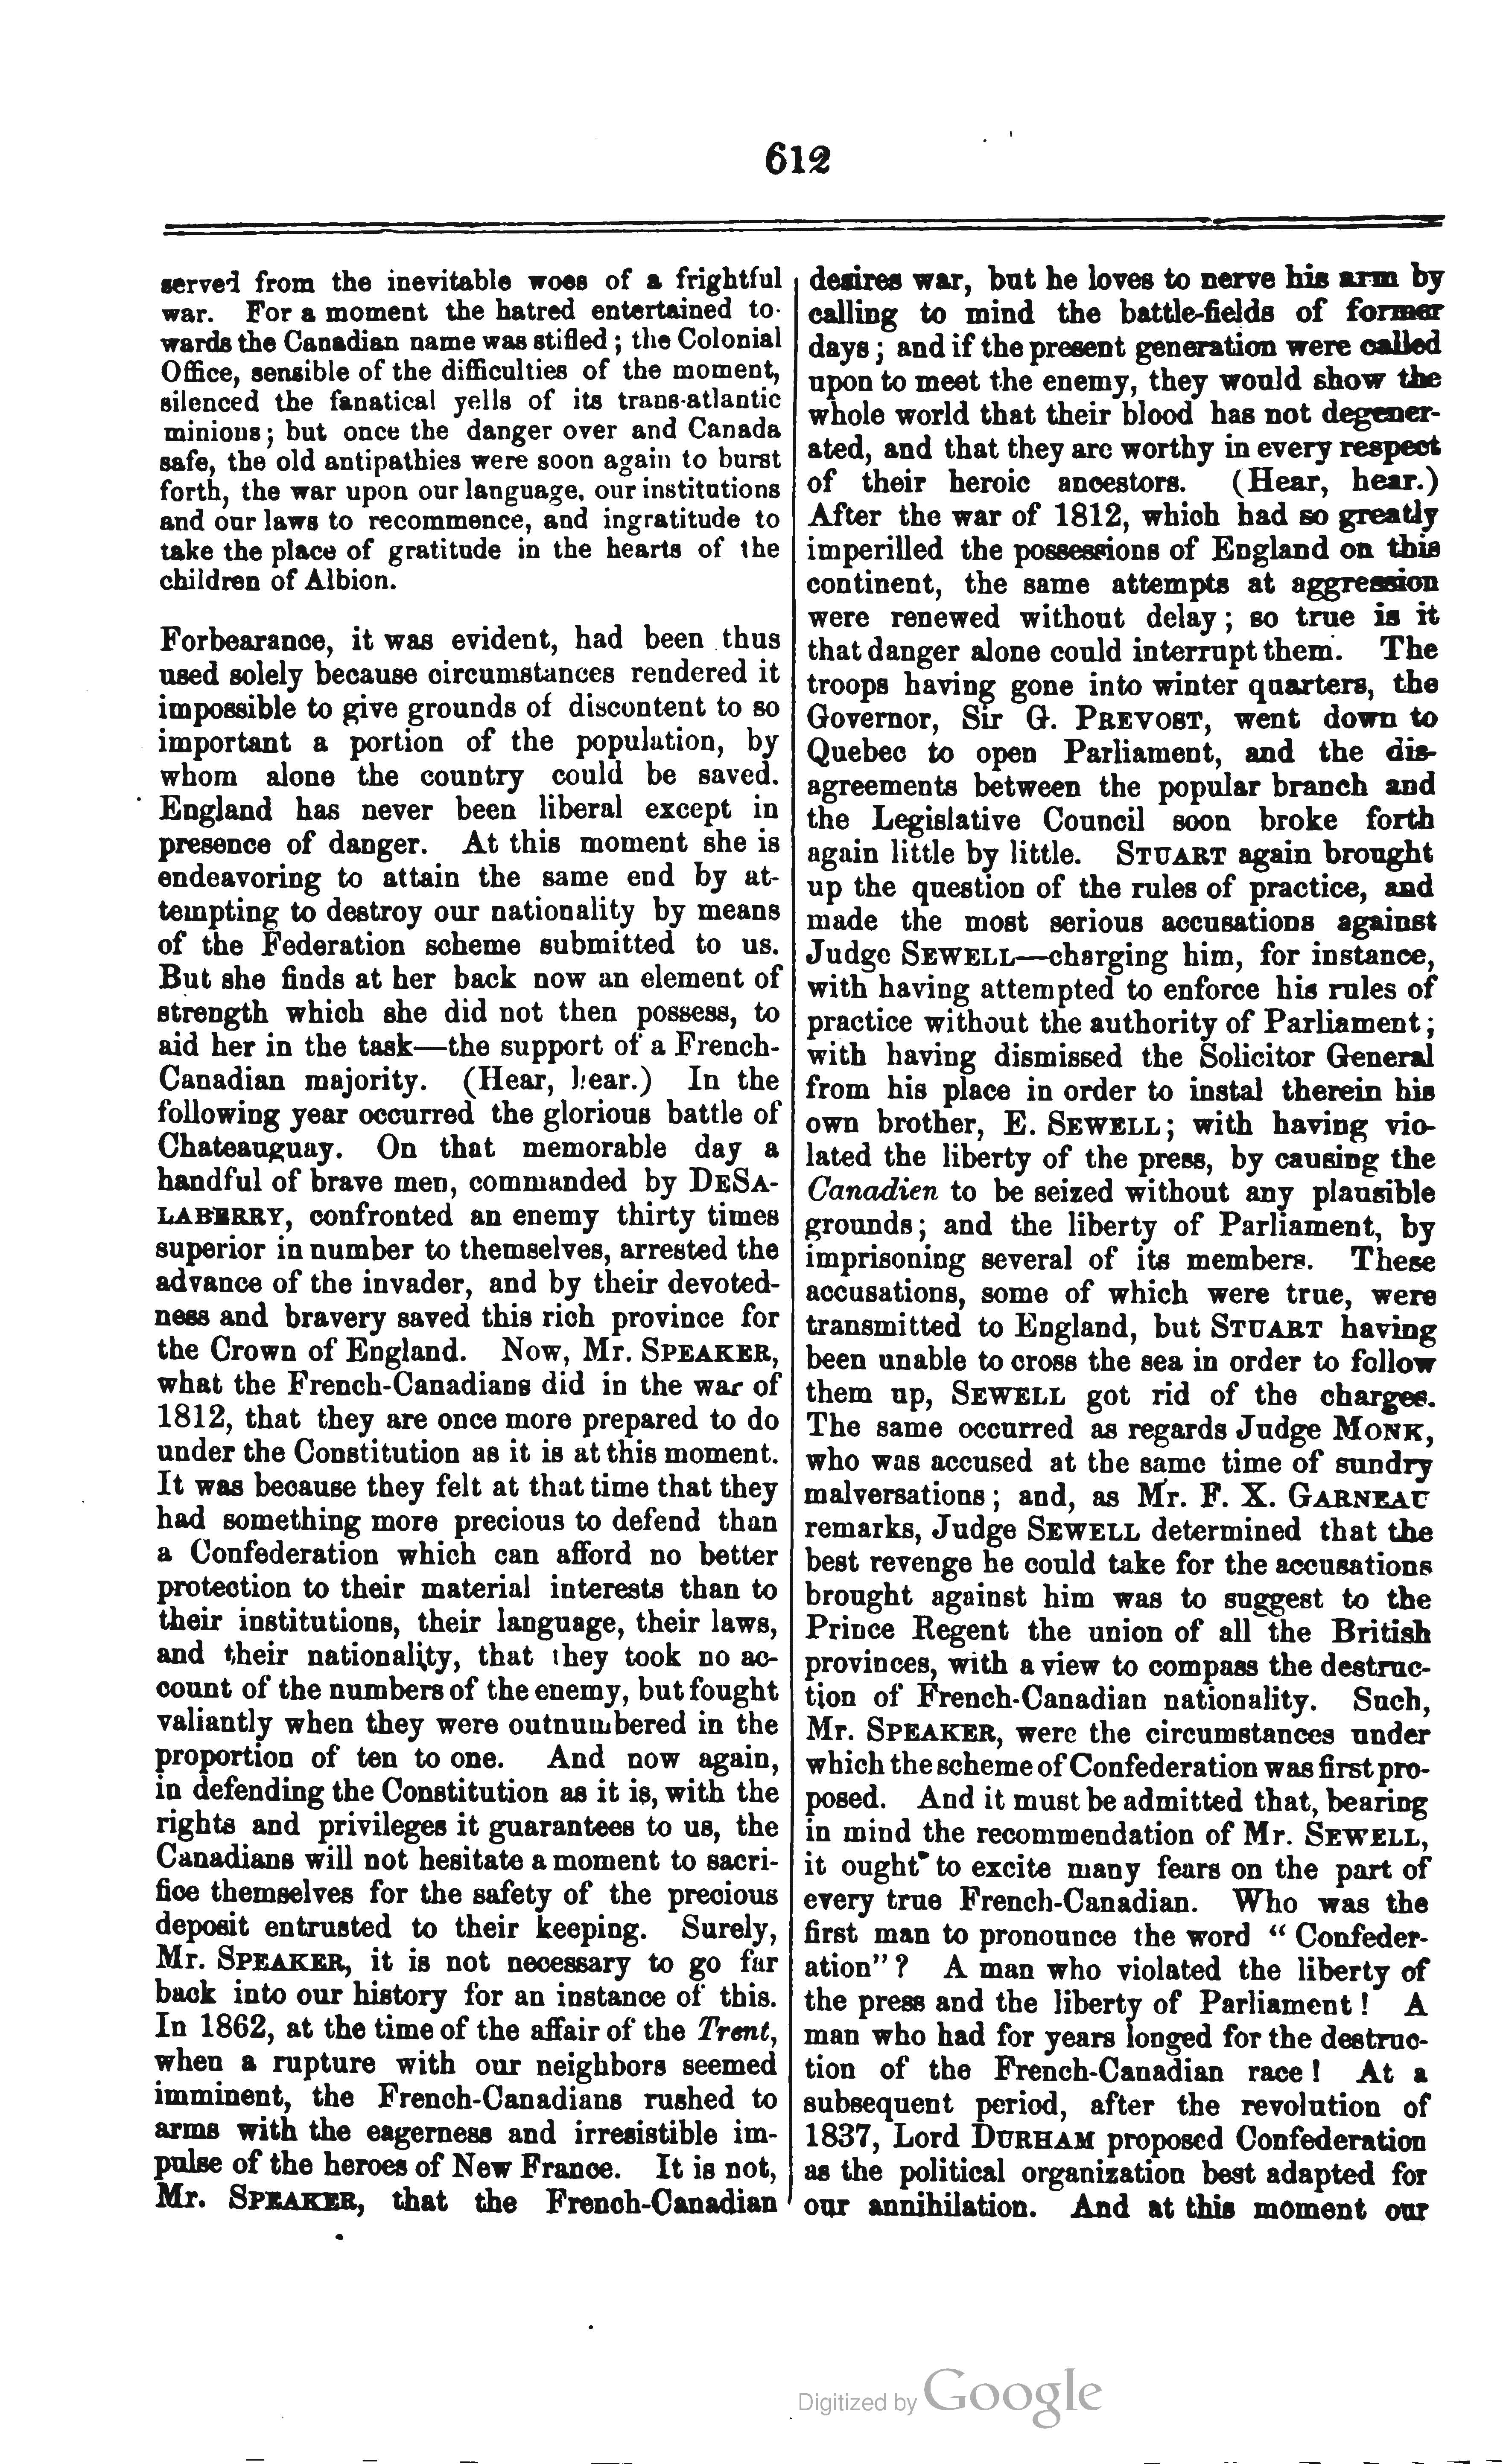 612
served from the inevitable woes of a frightful
war. For a moment the hatred entertained to-
wards the Canadian name was stifled; the Colonial
Office, sensible of the difficulties of the moment,
silenced the fanatical yells of its trans-atlantic
minions; but once the danger over and Canada
safe, the old antipathies were soon again to burst
forth, the war upon our language, our institutions
and our laws to recommence, and ingratitude to
take the place of gratitude in the hearts of the
children of Albion.
Forbearance, it was evident, had been thus
used solely because circumstances rendered it
impossible to give grounds of discontent to so
important a portion of the population, by
whom alone the country could be saved.
England has never been liberal except in
presence of danger. At this moment she is
endeavoring to attain the same end by at-
tempting to destroy our nationality by means
of the Federation scheme submitted to us.
But she finds at her back now an element of
strength which she did not then possess, to
aid her in the task—the support of a French-
Canadian majority. (Hear, hear.) In the
following year occurred the glorious battle of
Chateauguay. On that memorable day a
handful of brave men, commanded by DESA-
LABERRY, confronted an enemy thirty times
superior in number to themselves, arrested the
advance of the invader, and by their devoted-
ness and bravery saved this rich province for
the Crown of England. Now, Mr. SPEAKER,
what the French-Canadians did in the war of
1812, that they are once more prepared to do
under the Constitution as it is at this moment.
It was because they felt at that time that they
had something more precious to defend than
a Confederation which can afford no better
protection to their material interests than to
their institutions, their language, their laws,
and their nationality, that they took no ac-
count of the numbers of the enemy, but fought
valiantly when they were outnumbered in the
proportion of ten to one. And now again,
in defending the Constitution as it is, with the
rights and privileges it guarantees to us, the
Canadians will not hesitate a moment to sacri-
fice themselves for the safety of the precious
deposit entrusted to their keeping. Surely,
Mr. SPEAKER, it is not necessary to go far
back into our history for an instance of this.
In 1862, at the time of the affair of the Trent,
when a rupture with our neighbors seemed
imminent, the French-Canadians rushed to
arms with the eagerness and irresistible im-
pulse of the heroes of New France. It is not,
Mr. SPEAKER, that the French-Canadian
desires war, but he loves to nerve his arm by
calling to mind the battle-fields of former
days; and if the present generation were called
upon to meet the enemy, they would show the
whole world that their blood has not degener-
ated, and that they are worthy in every respect
of their heroic ancestors. (Hear, hear.)
After the war of 1812, which had so greatly
imperilled the possessions of England on this
continent, the same attempts at aggression
were renewed without delay; so true is it
that danger alone could interrupt them. The
troops having gone into winter quarters, the
Governor, Sir G. PREVOST, went down to
Quebec to open Parliament, and the dis-
agreements between the popular branch and
the Legislative Council soon broke forth
again little by little. STUART again brought
up the question of the rules of practice, and
made the most serious accusations against
Judge SEWELL—charging him, for instance,
with having attempted to enforce his rules of
practice without the authority of Parliament;
with having dismissed the Solicitor General
from his place in order to instal therein his
own brother, E. SEWELL; with having vio-
lated the liberty of the press, by causing the
Canadien to be seized without any plausible
grounds; and the liberty of Parliament, by
imprisoning several of its members. These
accusations, some of which were true, were
transmitted to England, but STUART having
been unable to cross the sea in order to follow
them up, SEWELL got rid of the charges.
The same occurred as regards Judge MONK,
who was accused at the same time of sundry
malversations; and, as Mr. F. X. GARNEAU
remarks, Judge SEWELL determined that the
best revenge he could take for the accusations
brought against him was to suggest to the
Prince Regent the union of all the British
provinces, with a view to compass the destruc-
tion of French-Canadian nationality. Such,
Mr. SPEAKER, were the circumstances under
which the scheme of Confederation was first pro-
posed. And it must be admitted that, bearing
in mind the recommendation of Mr. SEWELL,
it ought to excite many fears on the part of
every true French-Canadian. Who was the
first man to pronounce the word "Confeder-
ation"? A man who violated the liberty of
the press and the liberty of Parliament! A
man who had for years longed for the destruc-
tion of the French-Canadian race! At a
subsequent period, after the revolution of
1837, Lord DURHAM proposed Confederation
as the political organization best adapted for
our annihilation. And at this moment our
Digitized by Google